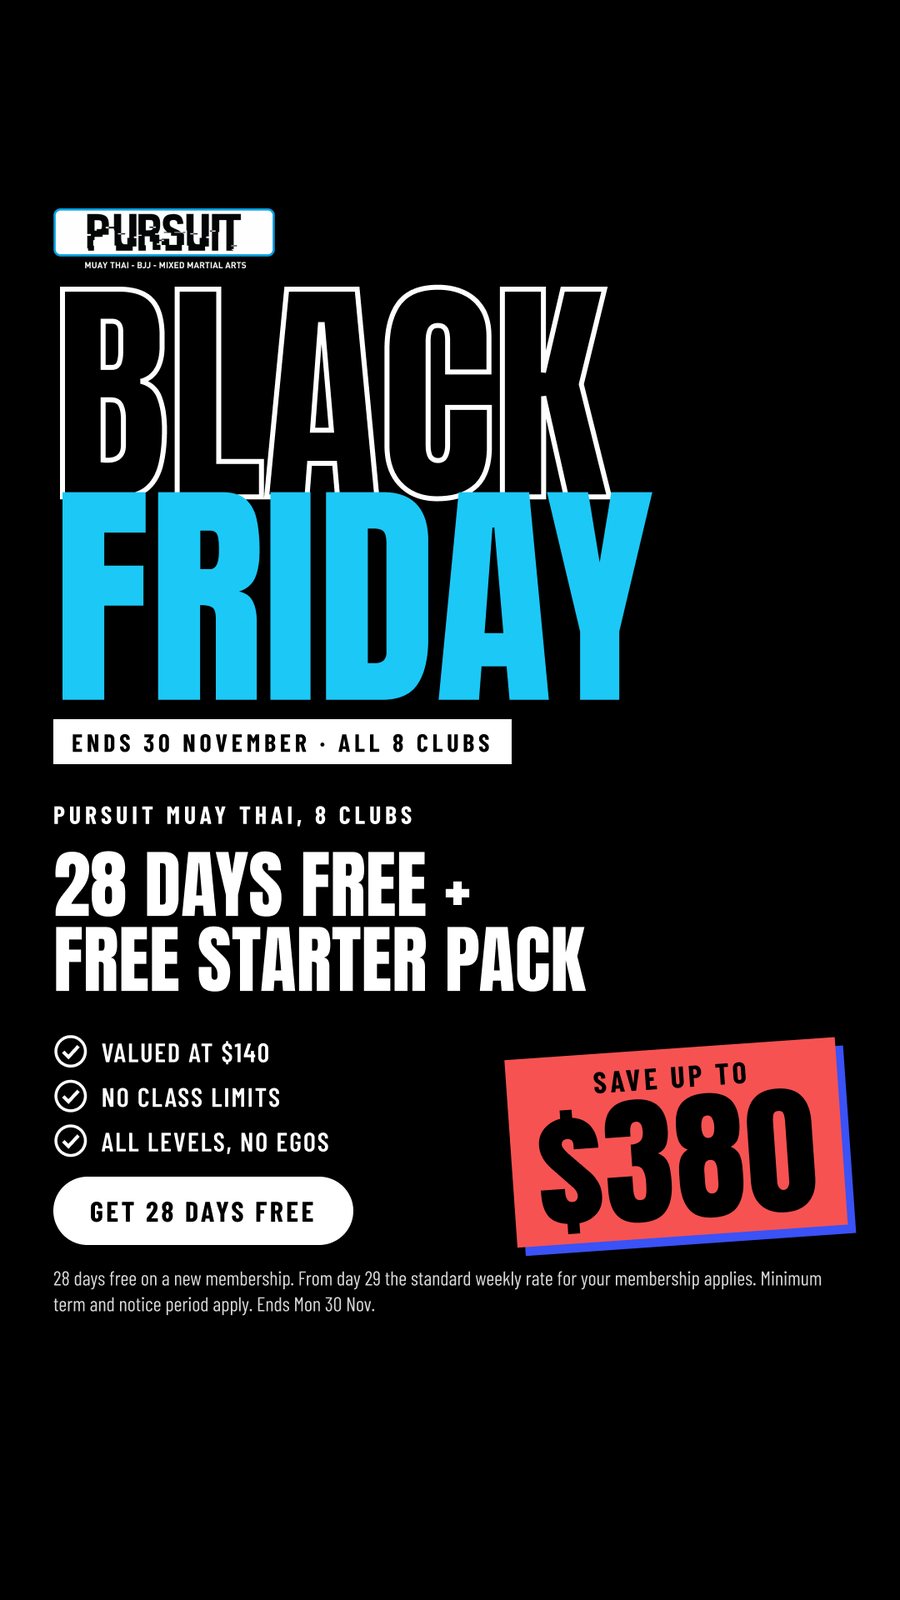 PURSUIT
MUAY THAI - BJJ - MIXED MARTIAL ARTS
BLACK
FRIDAY
ENDS 30 NOVEMBER · ALL 8 CLUBS
PURSUIT MUAY THAI, 8 CLUBS
28 DAYS FREE +
FREE STARTER PACK
VALUED AT $140
NO CLASS LIMITS
ALL LEVELS, NO EGOS
SAVE UP TO
$380
GET 28 DAYS FREE
28 days free on a new membership. From day 29 the standard weekly rate for your membership applies. Minimum
term and notice period apply. Ends Mon 30 Nov.